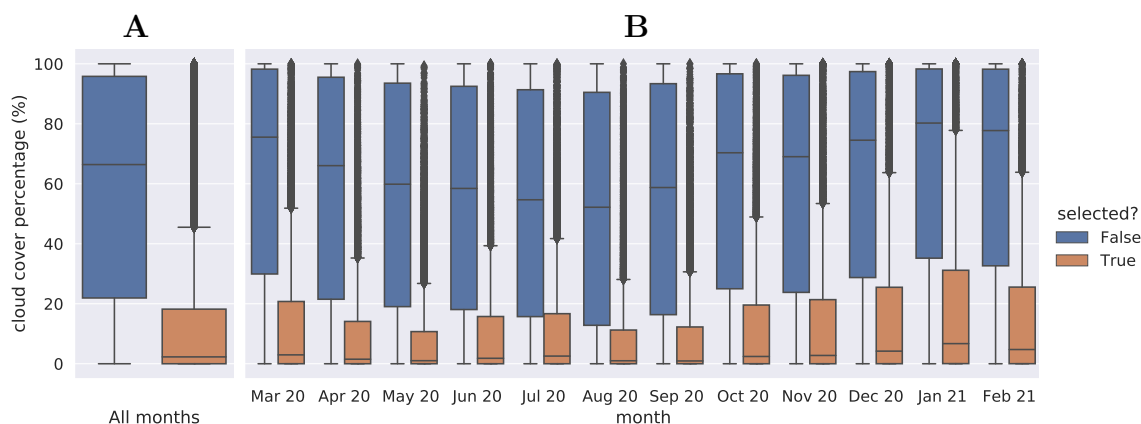 A
B
cloud cover percentage (%)
100
80
60
40
20
0
Mar 20 Apr 20 May 20 Jun 20 Jul 20 Aug 20 Sep 20 Oct 20 Nov 20 Dec 20 Jan 21 Feb 21
All months
month
selected?
False
True